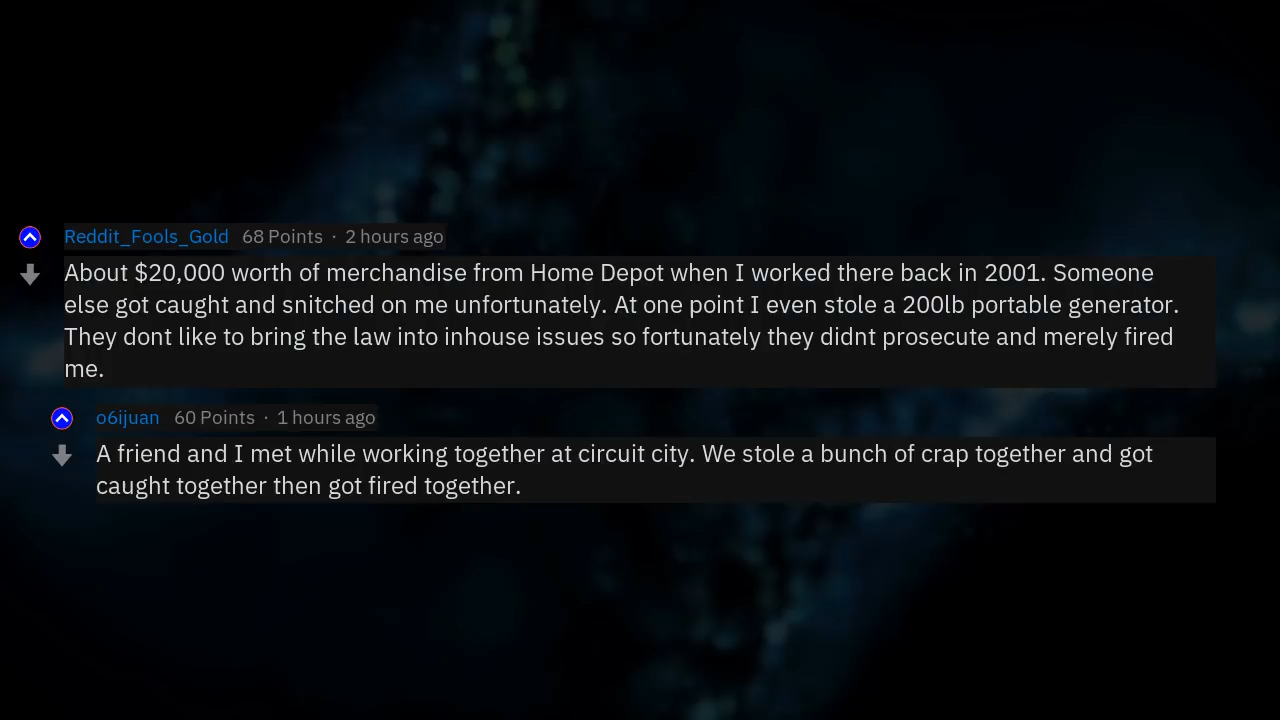 Reddit_Fools_Gold 68 Points · 2 hours ago
About $20,000 worth of merchandise from Home Depot when I worked there back in 2001. Someone
else got caught and snitched on me unfortunately. At one point I even stole a 200lb portable generator.
They dont like to bring the law into inhouse issues so fortunately they didnt prosecute and merely fired
me.
o6ijuan 60 Points · 1 hours ago
A friend and I met while working together at circuit city. We stole a bunch of crap together and got
caught together then got fired together.